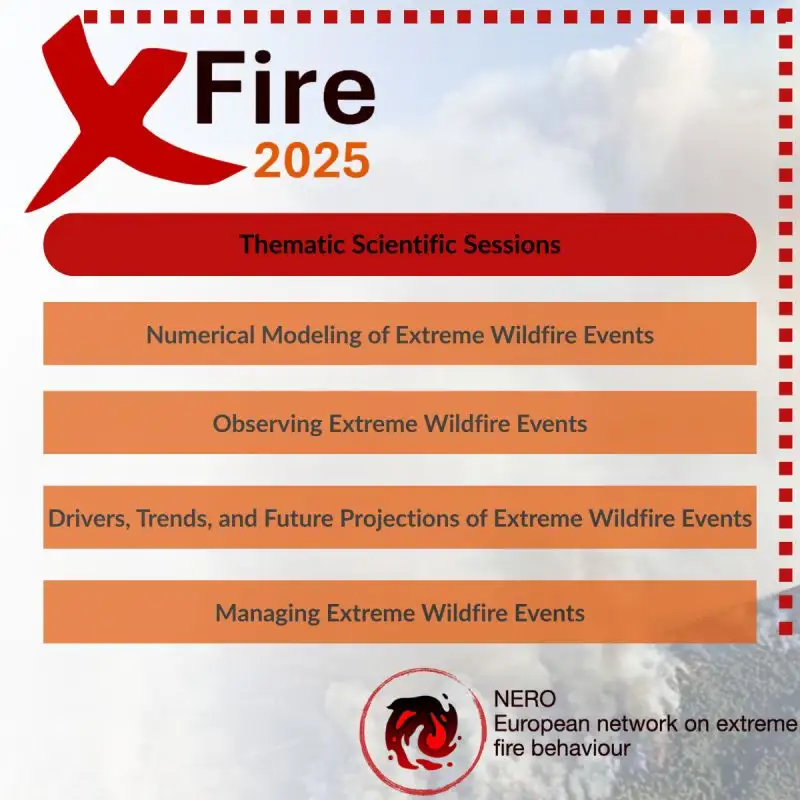 XFire
2025
Thematic Scientific Sessions
Numerical Modeling of Extreme Wildfire Events
Observing Extreme Wildfire Events
Drivers, Trends, and Future Projections of Extreme Wildfire Events
Managing Extreme Wildfire Events
NERO
European network on extreme
fire behaviour